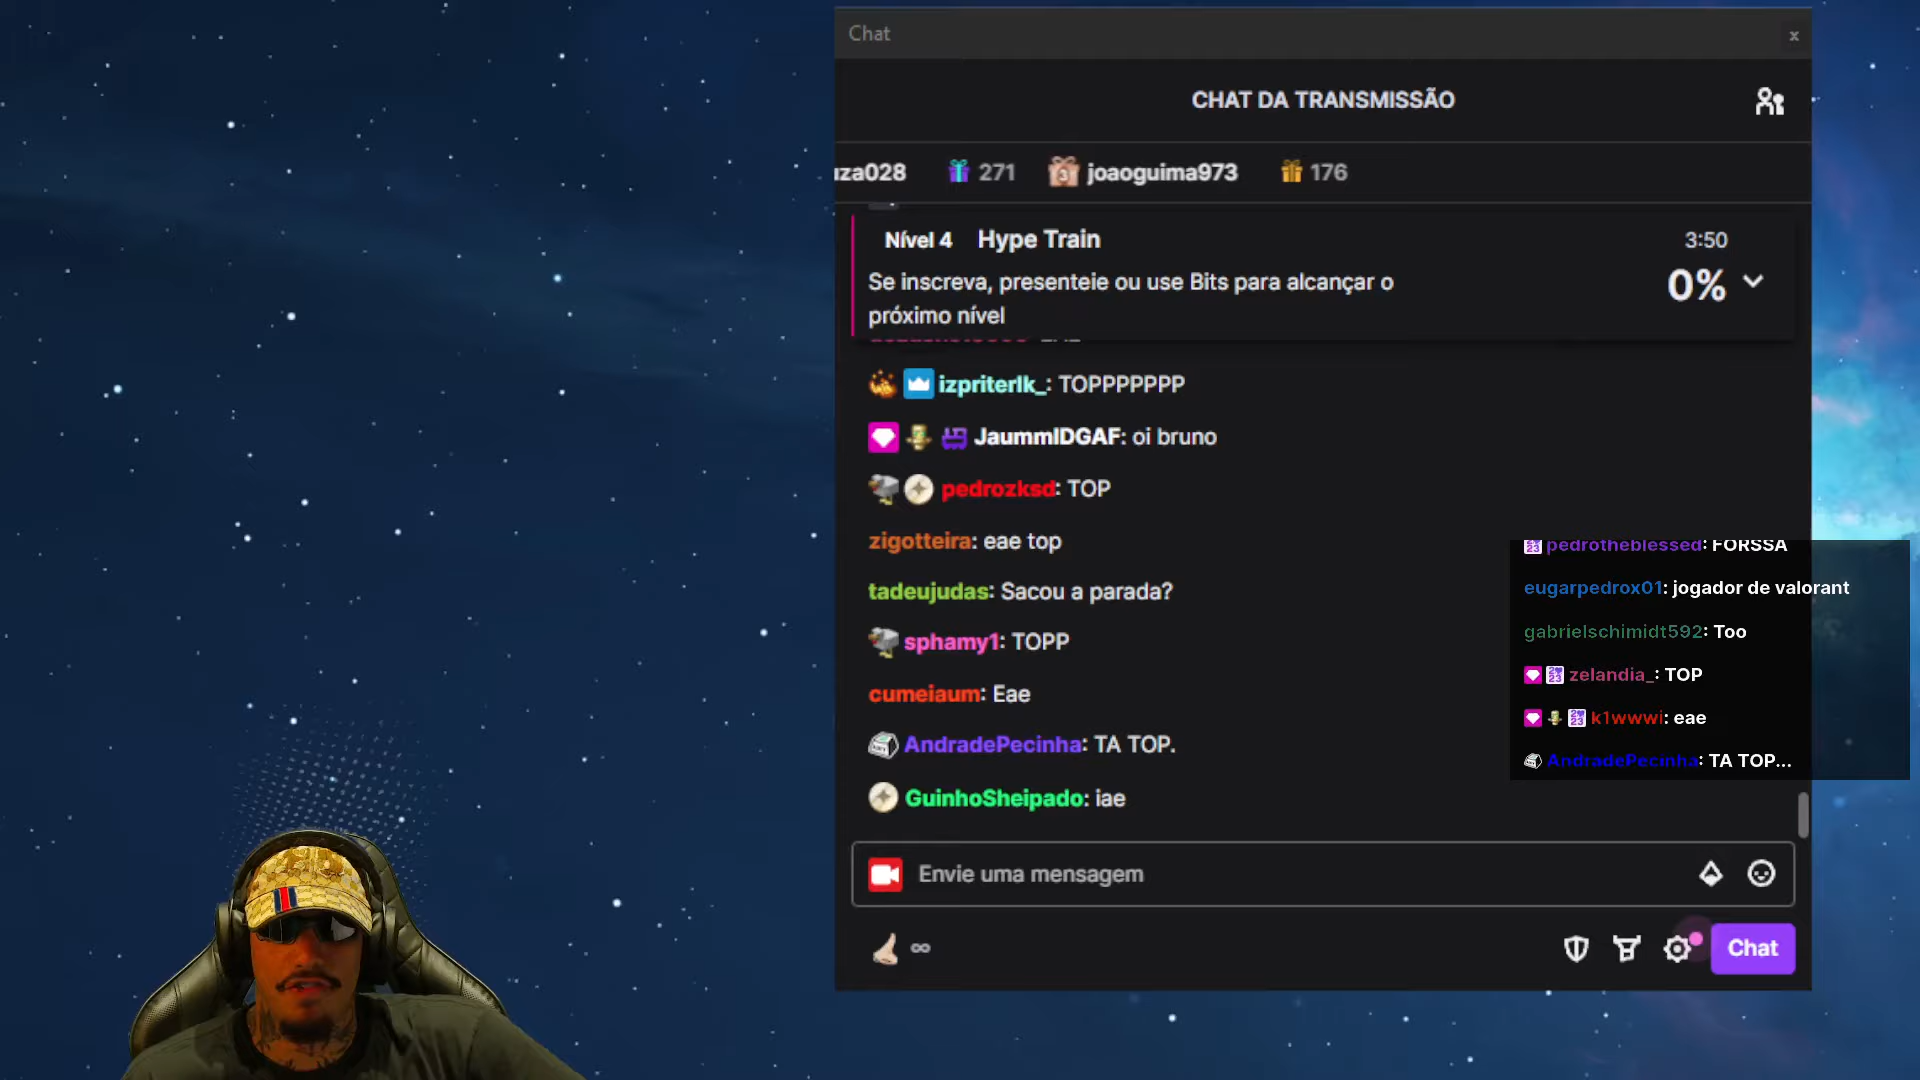 Chat
x
CHAT DA TRANSMISSÃO
uza028 271 3 joaoguima973 176
Nível 4 Hype Train 3:50
Se inscreva, presenteie ou use Bits para alcançar o 0%
próximo nível
izpriterlk_: TOPPPPPPP
JaummIDGAF: oi bruno
pedrozksd: TOP
zigotteira: eae top
tadeujudas: Sacou a parada?
sphamy1: TOPP
cumeiaum: Eae
AndradePecinha: TA TOP.
GuinhoSheipado: iae
Envie uma mensagem
∞
Chat
pedrotheblessed: FORSSA
eugarpedrox01: jogador de valorant
gabrielschimidt592: Too
zelandia_: TOP
k1wwwi: eae
AndradePecinha: TA TOP...